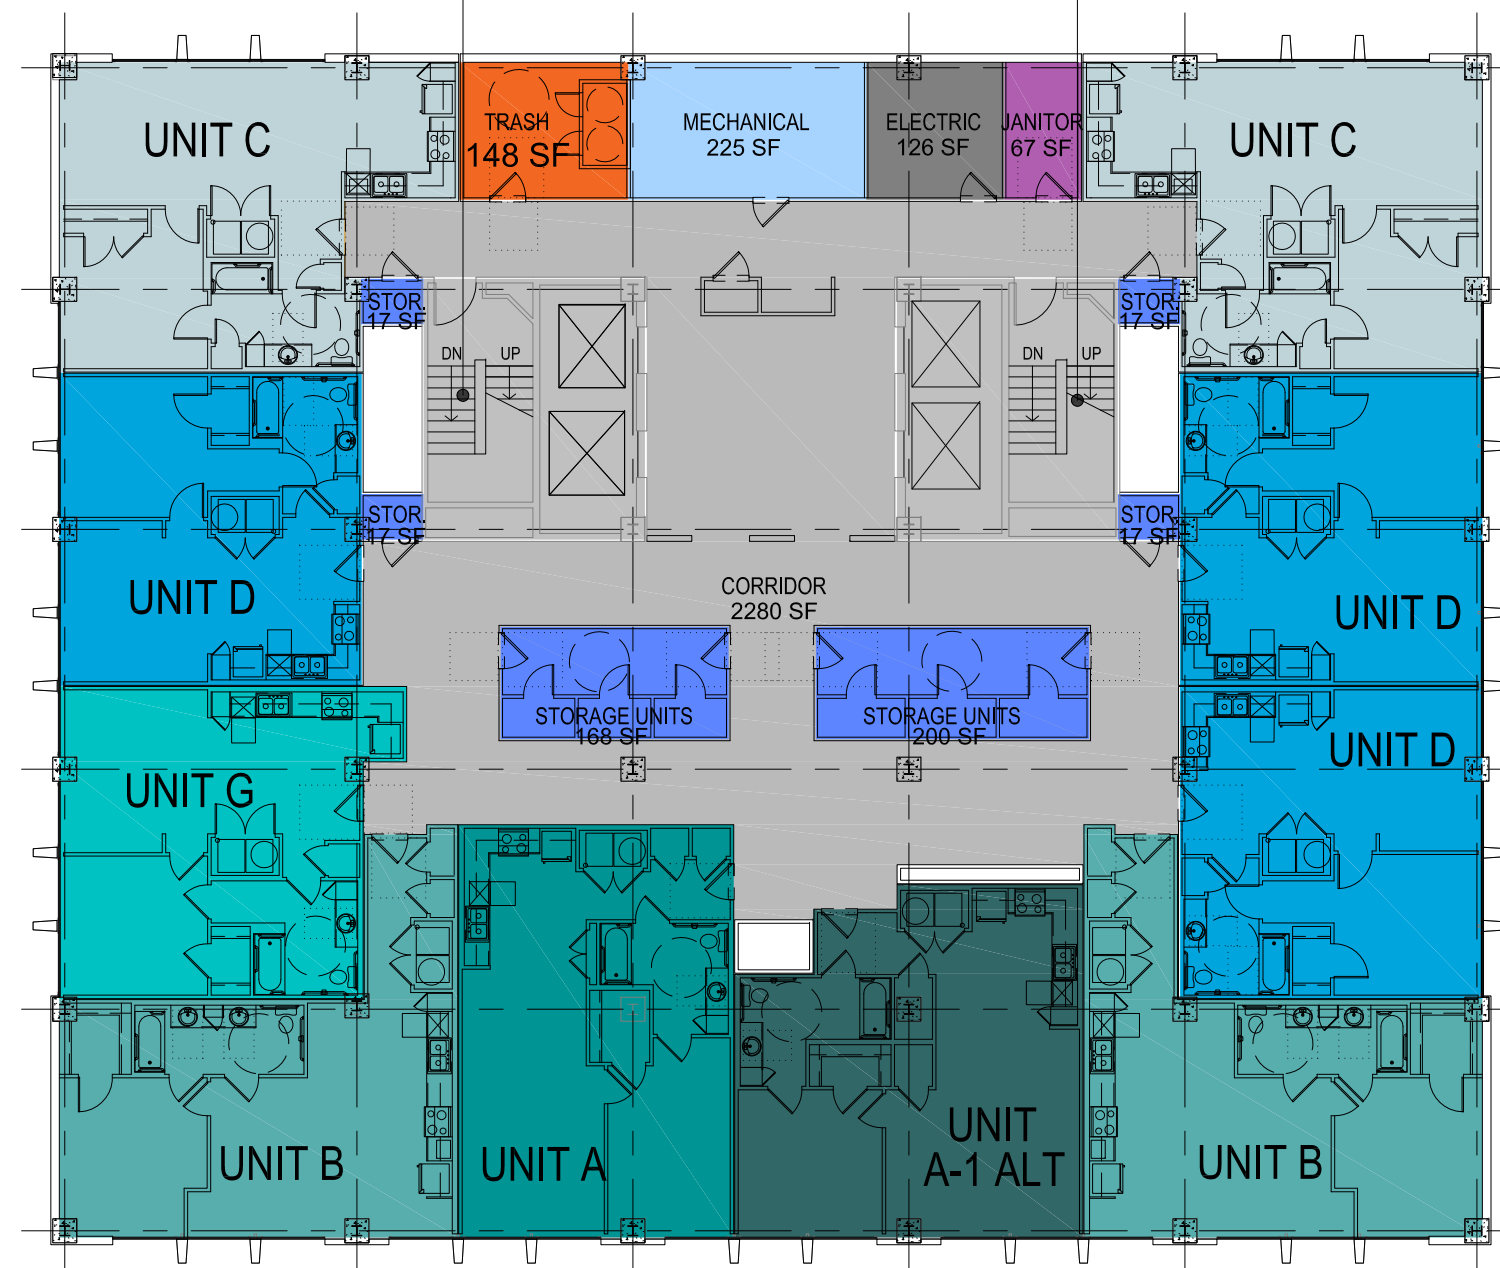 UNIT C
TRASH
148 SF
MECHANICAL
225 SF
ELECTRIC
126 SF
JANITOR
67 SF
UNIT C
STOR.
17 SF
STOR.
17 SF
DN
UP
DN
UP
STOR.
17 SF
STOR.
17 SF
UNIT D
CORRIDOR
2280 SF
UNIT D
STORAGE UNITS
168 SF
STORAGE UNITS
200 SF
UNIT G
UNIT D
UNIT B
UNIT A
UNIT
A-1 ALT
UNIT B